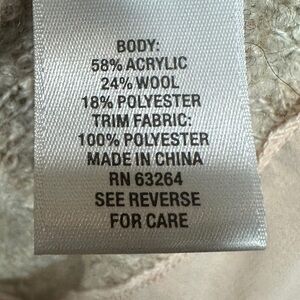 BODY:
58% ACRYLIC
24% WOOL
18% POLYESTER
TRIM FABRIC:
100% POLYESTER
MADE IN CHINA
RN 63264
SEE REVERSE
FOR CARE